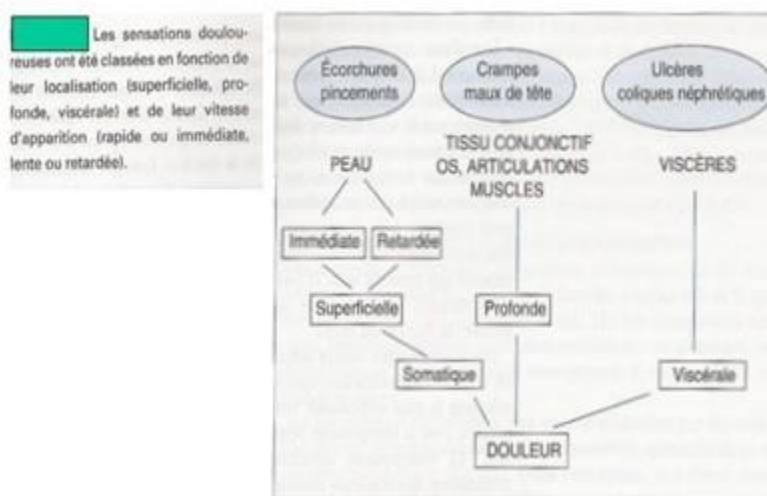 Les sensations doulou-
reuses ont été classées en fonction de
leur localisation (superficielle, pro-
fonde, viscérale) et de leur vitesse
d'apparition (rapide ou immédiate,
lente ou retardée).
Écorchures
pincements
Crampes
maux de tête
Ulcères
coliques néphrétiques
PEAU
TISSU CONJONCTIF
OS, ARTICULATIONS
MUSCLES
VISCÈRES
Immédiate
Retardée
Superficielle
Profonde
Somatique
Viscérale
DOULEUR